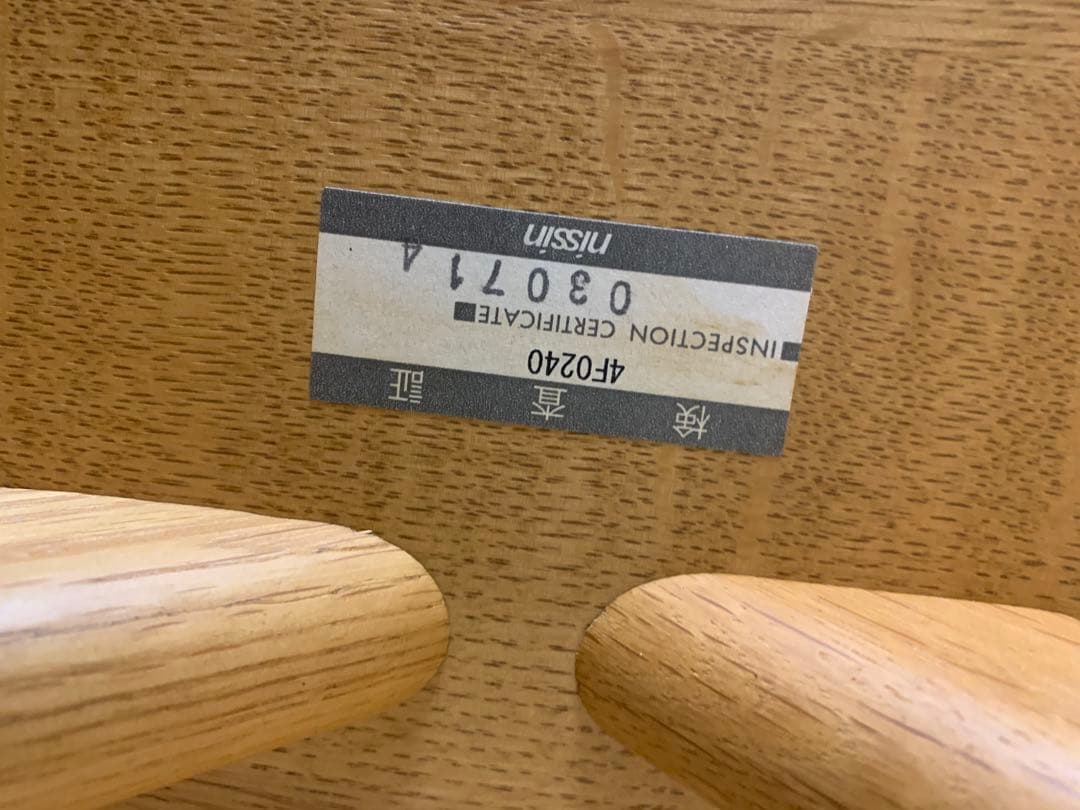 検査証
4F0240
INSPECTION CERTIFICATE
030714
nissin